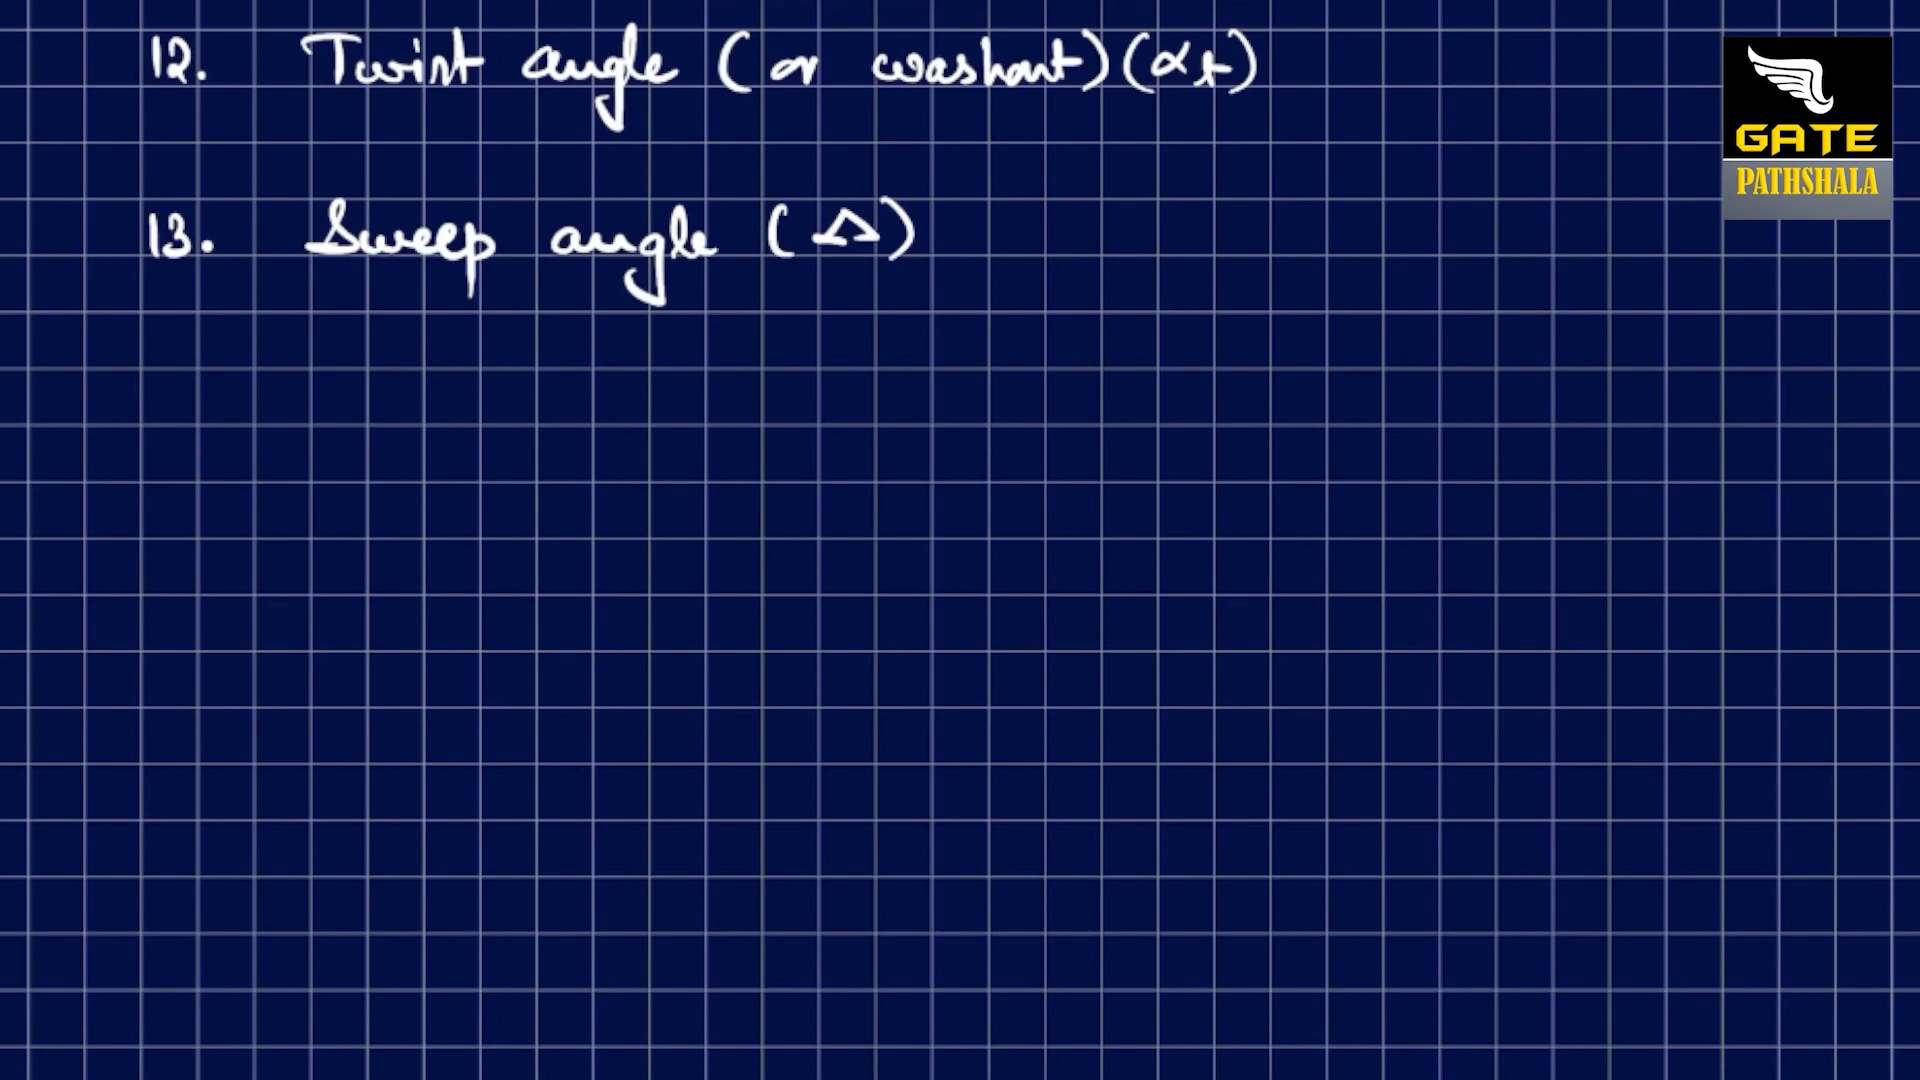 12. Twist angle (or washout) (αt)
GATE
PATHSHALA
13. Sweep angle (Δ)